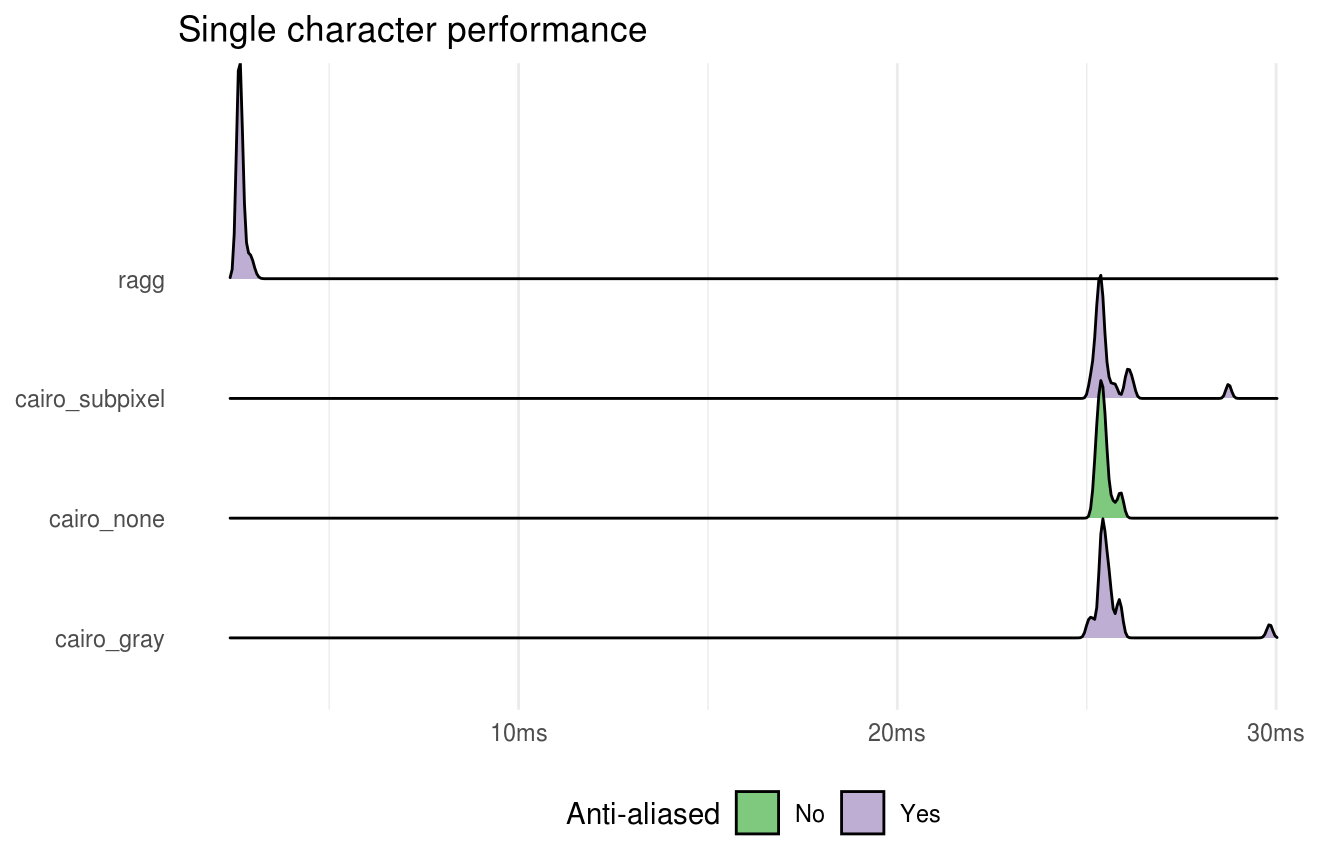 Single character performance
ragg
cairo_subpixel
cairo_none
cairo_gray
10ms 20ms 30ms
Anti-aliased No Yes